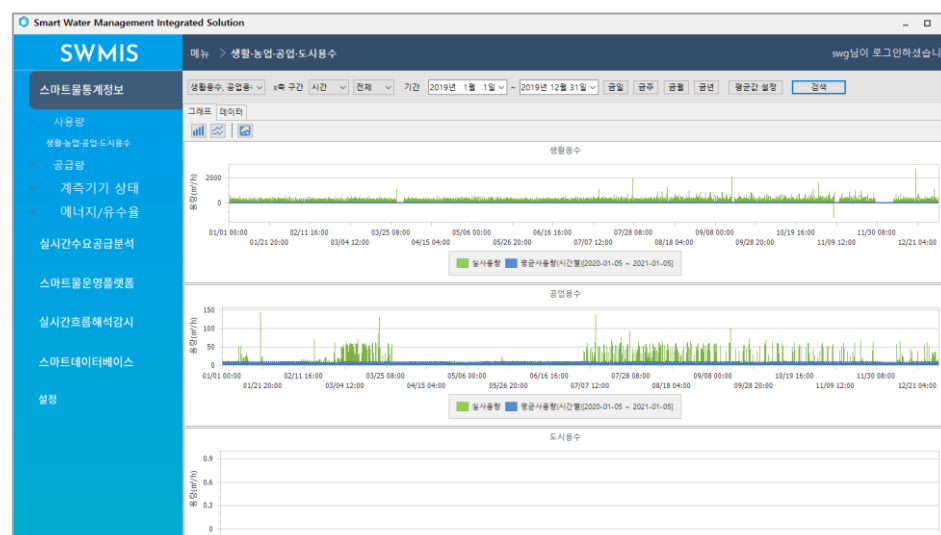 Smart Water Management Integrated Solution
SWMIS
메뉴 > 생활·농업·공업·도시용수
swg님이 로그인하셨습니
스마트물통계정보
사용량
생활·농업·공업·도시용수
공급량
계측기기 상태
에너지/유수율
실시간수요공급분석
스마트물운영플랫폼
실시간흐름해석감시
스마트데이터베이스
설정
생활용수, 공업용 x축 구간 시간 전체 기간 2019년 1월 1일 ~ 2019년 12월 31일 금일 금주 금월 금년 평균값 설정 검색
그래프 데이터
생활용수
용량(㎥/h)
2000
0
01/01 00:00 02/11 16:00 03/25 08:00 05/06 00:00 06/16 16:00 07/28 08:00 09/08 00:00 10/19 16:00 11/30 08:00
01/21 20:00 03/04 12:00 04/15 04:00 05/26 20:00 07/07 12:00 08/18 04:00 09/28 20:00 11/09 12:00 12/21 04:00
실사용량 평균사용량(시간별)[2020-01-05 ~ 2021-01-05]
공업용수
용량(㎥/h)
150
100
50
0
01/01 00:00 02/11 16:00 03/25 08:00 05/06 00:00 06/16 16:00 07/28 08:00 09/08 00:00 10/19 16:00 11/30 08:00
01/21 20:00 03/04 12:00 04/15 04:00 05/26 20:00 07/07 12:00 08/18 04:00 09/28 20:00 11/09 12:00 12/21 04:00
실사용량 평균사용량(시간별)[2020-01-05 ~ 2021-01-05]
도시용수
용량(㎥/h)
0.9
0.6
0.3
0